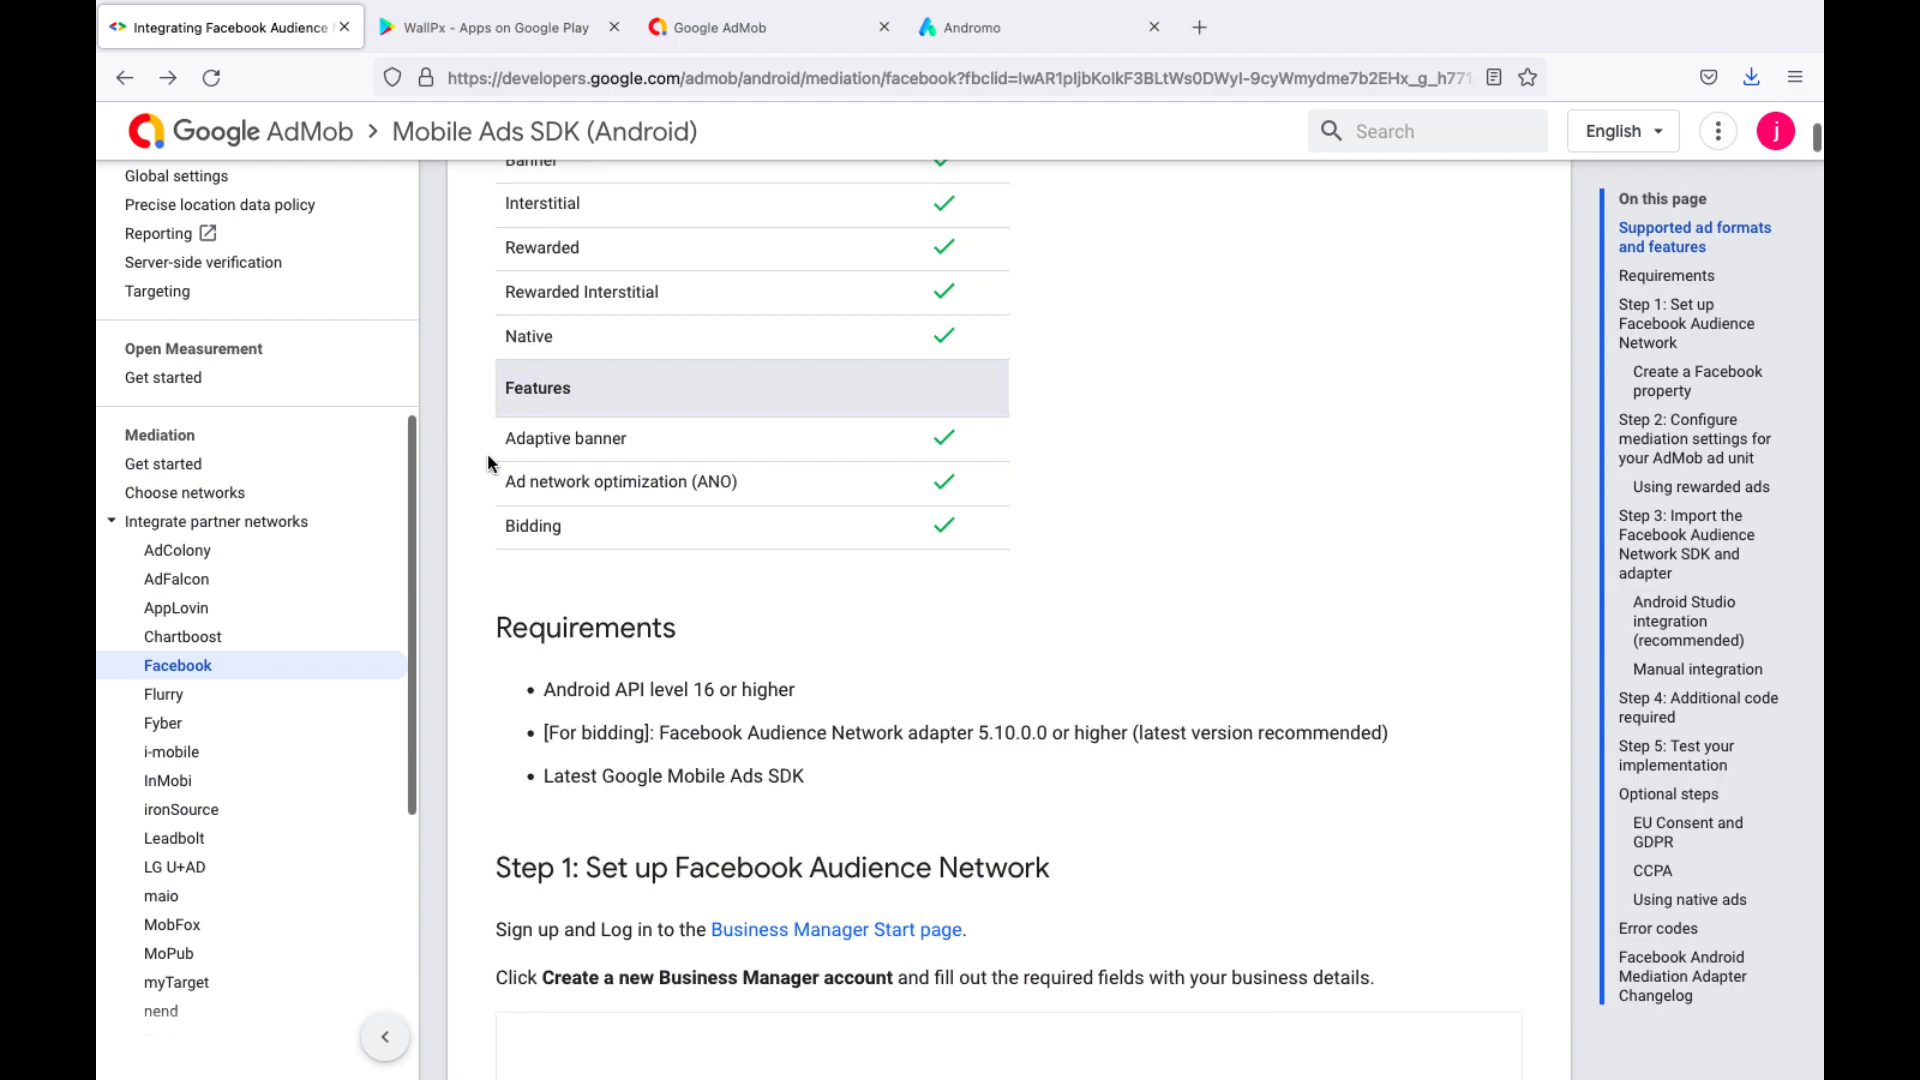 Integrating Facebook Audience
WallPx - Apps on Google Play
Google AdMob
Andromo
https://developers.google.com/admob/android/mediation/facebook?fbclid=IwAR1pIjbKolkF3BLtWs0DWyI-9cyWmydme7b2EHx_g_h771
Google AdMob > Mobile Ads SDK (Android)
Search
English
j
Global settings
Precise location data policy
Reporting
Server-side verification
Targeting
Open Measurement
Get started
Mediation
Get started
Choose networks
Integrate partner networks
AdColony
AdFalcon
AppLovin
Chartboost
Facebook
Flurry
Fyber
i-mobile
InMobi
ironSource
Leadbolt
LG U+AD
maio
MobFox
MoPub
myTarget
nend
Banner
Interstitial
Rewarded
Rewarded Interstitial
Native
Features
Adaptive banner
Ad network optimization (ANO)
Bidding
Requirements
• Android API level 16 or higher
• [For bidding]: Facebook Audience Network adapter 5.10.0.0 or higher (latest version recommended)
• Latest Google Mobile Ads SDK
Step 1: Set up Facebook Audience Network
Sign up and Log in to the Business Manager Start page.
Click Create a new Business Manager account and fill out the required fields with your business details.
On this page
Supported ad formats
and features
Requirements
Step 1: Set up
Facebook Audience
Network
Create a Facebook
property
Step 2: Configure
mediation settings for
your AdMob ad unit
Using rewarded ads
Step 3: Import the
Facebook Audience
Network SDK and
adapter
Android Studio
integration
(recommended)
Manual integration
Step 4: Additional code
required
Step 5: Test your
implementation
Optional steps
EU Consent and
GDPR
CCPA
Using native ads
Error codes
Facebook Android
Mediation Adapter
Changelog